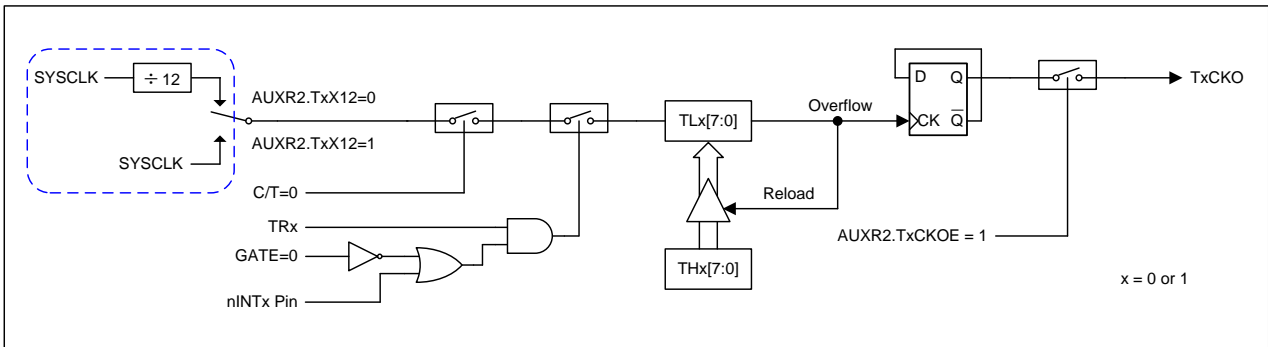 SYSCLK
÷ 12
AUXR2.TxX12=0
AUXR2.TxX12=1
SYSCLK
C/T=0
TRx
GATE=0
nINTx Pin
TLx[7:0]
Overflow
Reload
THx[7:0]
D Q
CK Q̅
TxCKO
AUXR2.TxCKOE = 1
x = 0 or 1